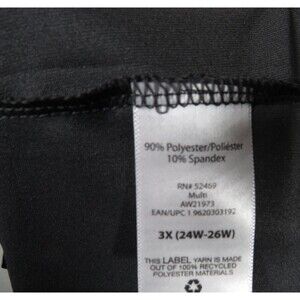 90% Polyester/Poliéster
10% Spandex
RN# 52469
Multi
AW21973
EAN/UPC 1 9620303192
3X (24W-26W)
THIS LABEL YARN IS MADE
OUT OF 100% RECYCLED
POLYESTER MATERIALS